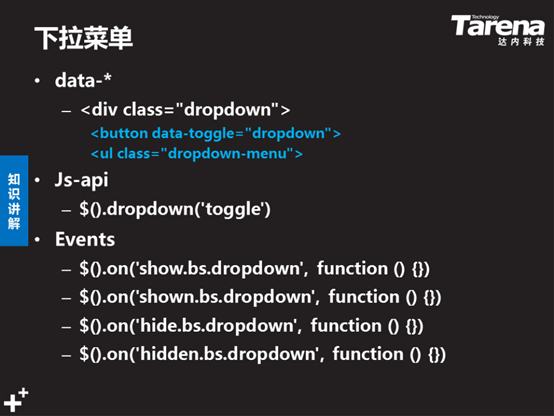 下拉菜单
Technology
Tarena
达内科技
• data-*
– <div class="dropdown">
<button data-toggle="dropdown">
<ul class="dropdown-menu">
知识讲解
• Js-api
– $().dropdown('toggle')
• Events
– $().on('show.bs.dropdown', function () {})
– $().on('shown.bs.dropdown', function () {})
– $().on('hide.bs.dropdown', function () {})
– $().on('hidden.bs.dropdown', function () {})
++